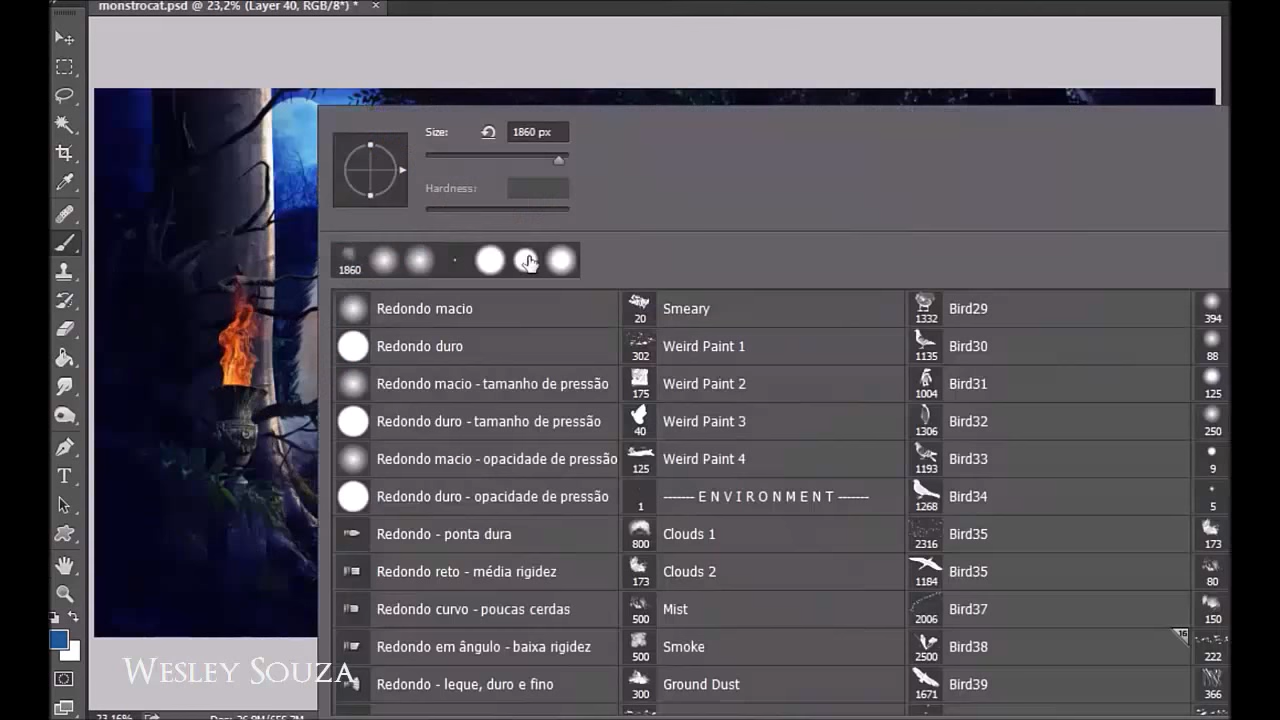 monstrocat.psd @ 23,2% (Layer 40, RGB/8*) * ×
Size: 1860 px
Hardness:
1860
Redondo macio
Redondo duro
Redondo macio - tamanho de pressão
Redondo duro - tamanho de pressão
Redondo macio - opacidade de pressão
Redondo duro - opacidade de pressão
Redondo - ponta dura
Redondo reto - média rigidez
Redondo curvo - poucas cerdas
Redondo em ângulo - baixa rigidez
Redondo - leque, duro e fino
20 Smeary
302 Weird Paint 1
175 Weird Paint 2
40 Weird Paint 3
125 Weird Paint 4
1 ------- E N V I R O N M E N T -------
800 Clouds 1
173 Clouds 2
500 Mist
500 Smoke
300 Ground Dust
1332 Bird29
1135 Bird30
1004 Bird31
1306 Bird32
1193 Bird33
1268 Bird34
2316 Bird35
1184 Bird35
2006 Bird37
2500 Bird38
1671 Bird39
394
88
125
250
9
5
173
80
150
16
222
366
T
Wesley Souza
23,16%